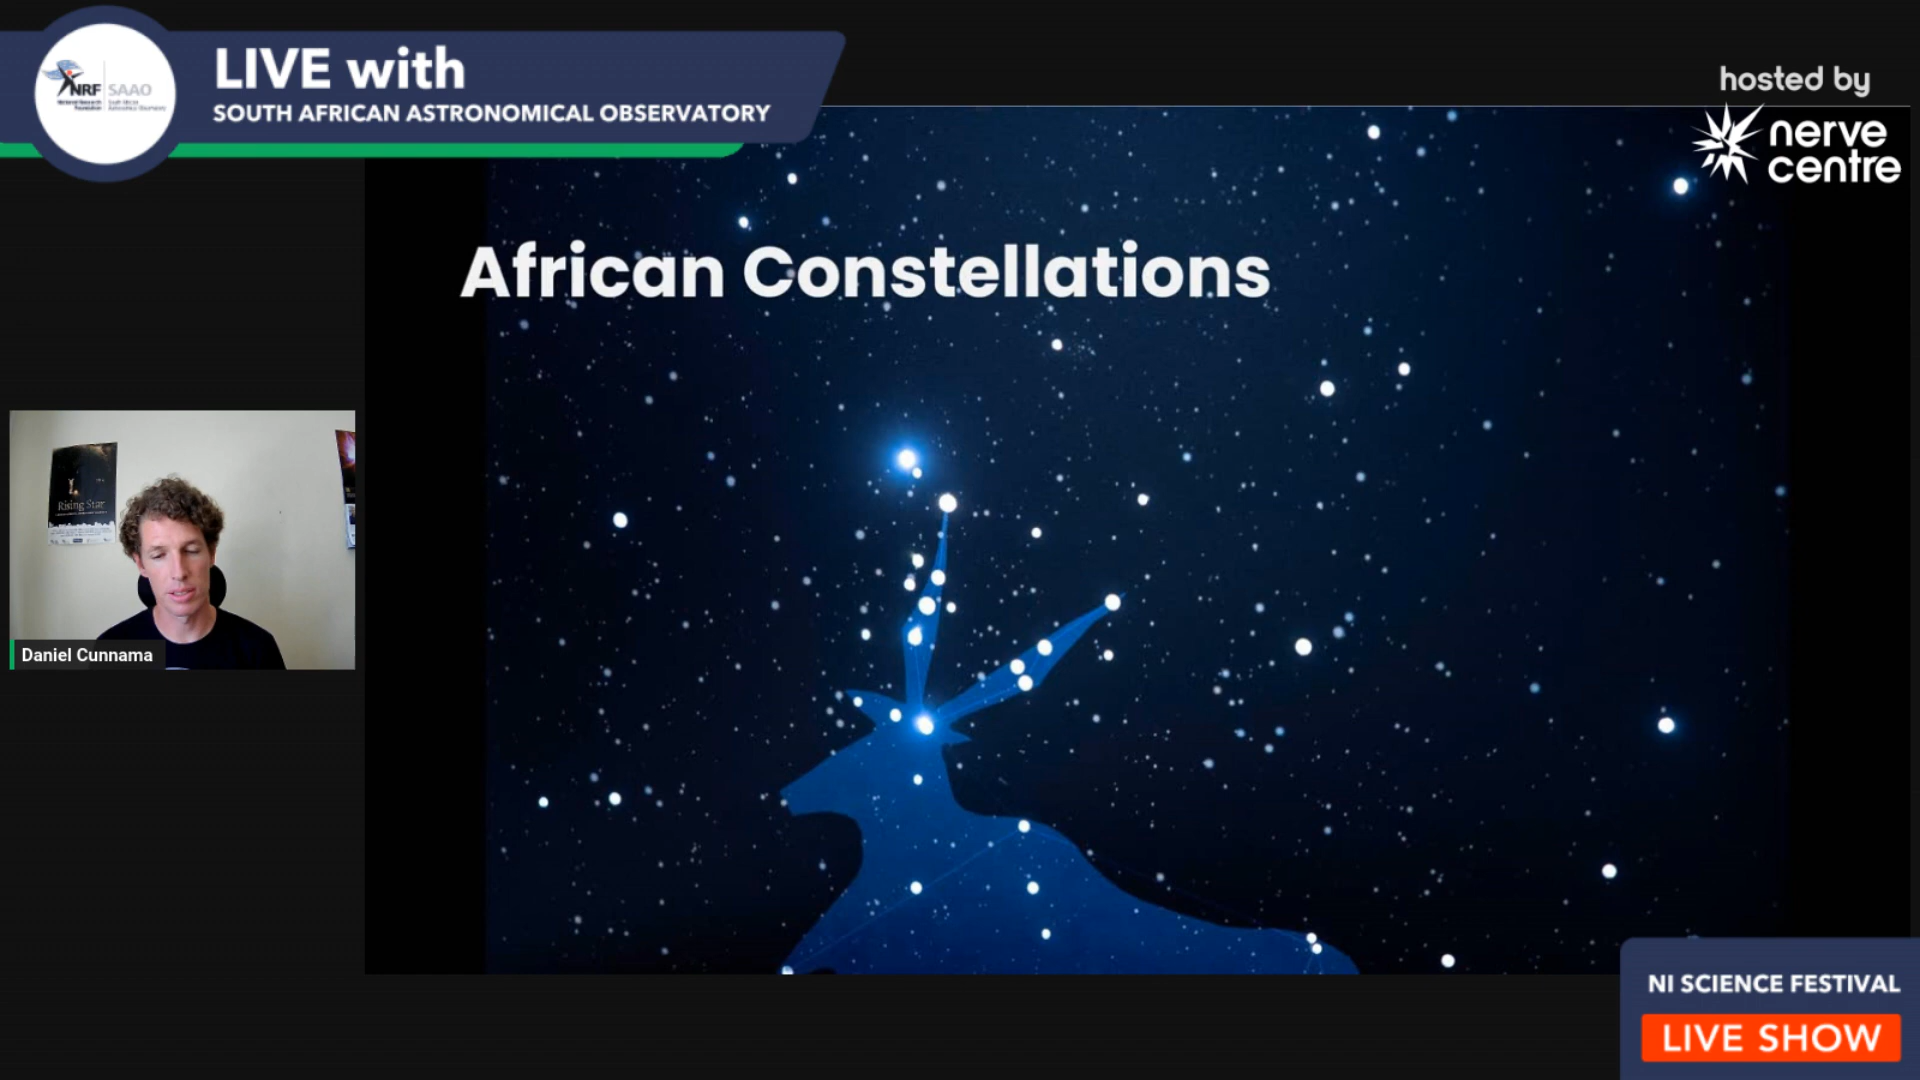 LIVE with
SOUTH AFRICAN ASTRONOMICAL OBSERVATORY
NRF
SAAO
hosted by
nerve
centre
African Constellations
Rising Star
Daniel Cunnama
NI SCIENCE FESTIVAL
LIVE SHOW